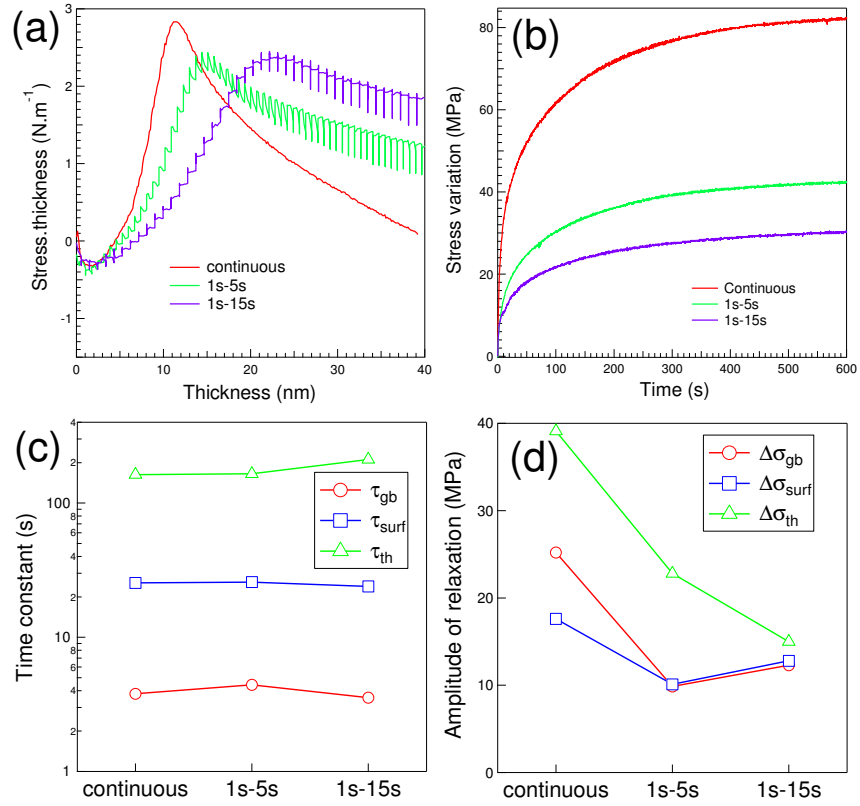 (a)
Stress.thickness (N.m-1)
3
2
1
0
-1
continuous
1s-5s
1s-15s
0
10
20
30
40
Thickness (nm)
(b)
Stress variation (MPa)
80
60
40
20
0
Continuous
1s-5s
1s-15s
0
100
200
300
400
500
600
Time (s)
(c)
Time constant (s)
4
2
100
8
6
4
2
10
8
6
4
2
1
τgb
τsurf
τth
continuous
1s-5s
1s-15s
(d)
Amplitude of relaxation (MPa)
40
30
20
10
0
Δσgb
Δσsurf
Δσth
continuous
1s-5s
1s-15s